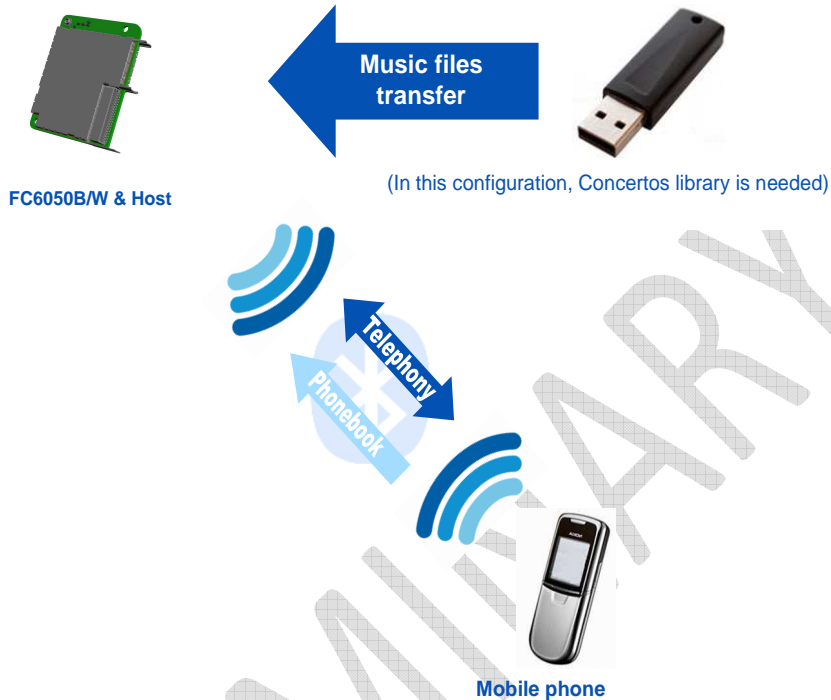 Music files
transfer
(In this configuration, Concertos library is needed)
FC6050B/W & Host
Telephony
Phonebook
Mobile phone